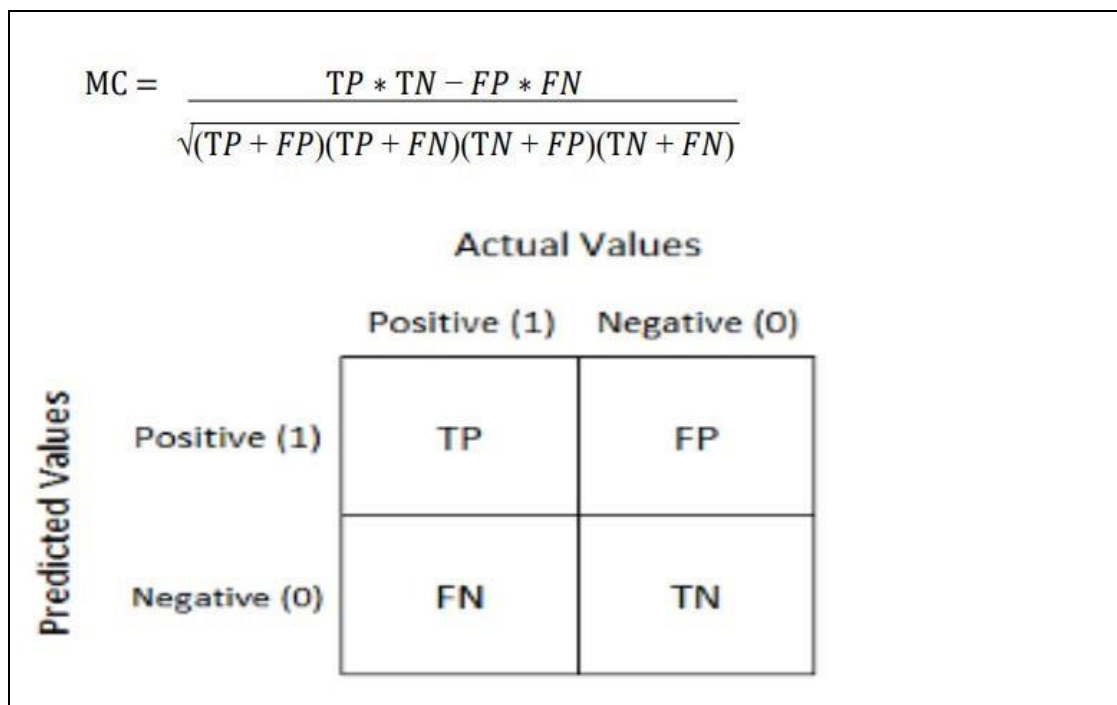 MC = TP * TN − FP * FN
√(TP + FP)(TP + FN)(TN + FP)(TN + FN)
Actual Values
Positive (1) Negative (0)
Predicted Values
Positive (1) TP FP
Negative (0) FN TN